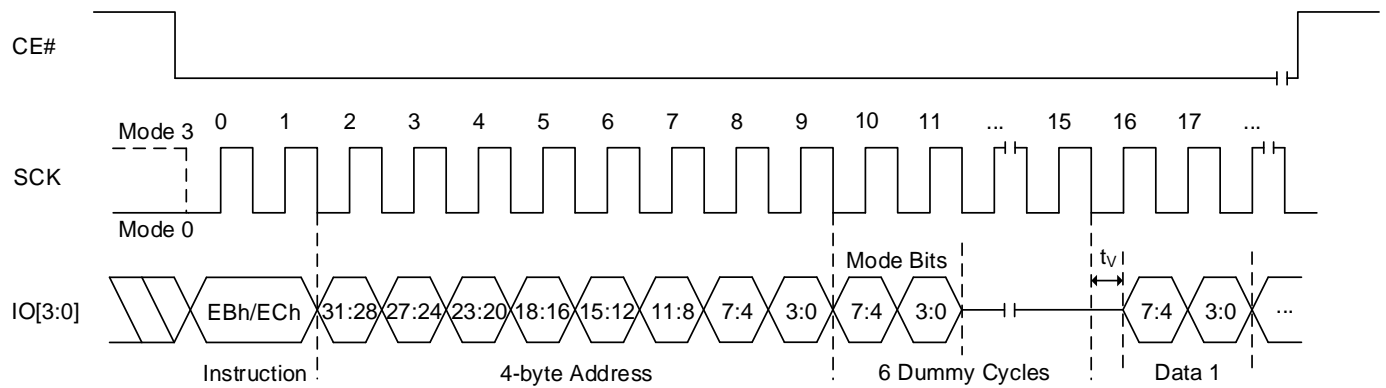 CE#
0 1 2 3 4 5 6 7 8 9 10 11 ... 15 16 17 ...
Mode 3
SCK
Mode 0
Mode Bits
tV
IO[3:0]
EBh/ECh 31:28 27:24 23:20 18:16 15:12 11:8 7:4 3:0 7:4 3:0 7:4 3:0 ...
Instruction 4-byte Address 6 Dummy Cycles Data 1